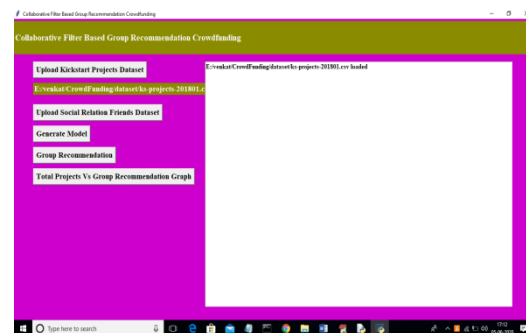 Collaborative Filter Based Group Recommendation Crowdfunding
Collaborative Filter Based Group Recommendation Crowdfunding
Upload Kickstart Projects Dataset
E:/venkat/CrowdFunding/dataset/ks-projects-201801.c
Upload Social Relation Friends Dataset
Generate Model
Group Recommendation
Total Projects Vs Group Recommendation Graph
E:/venkat/CrowdFunding/dataset/ks-projects-201801.csv loaded
Type here to search
17:12